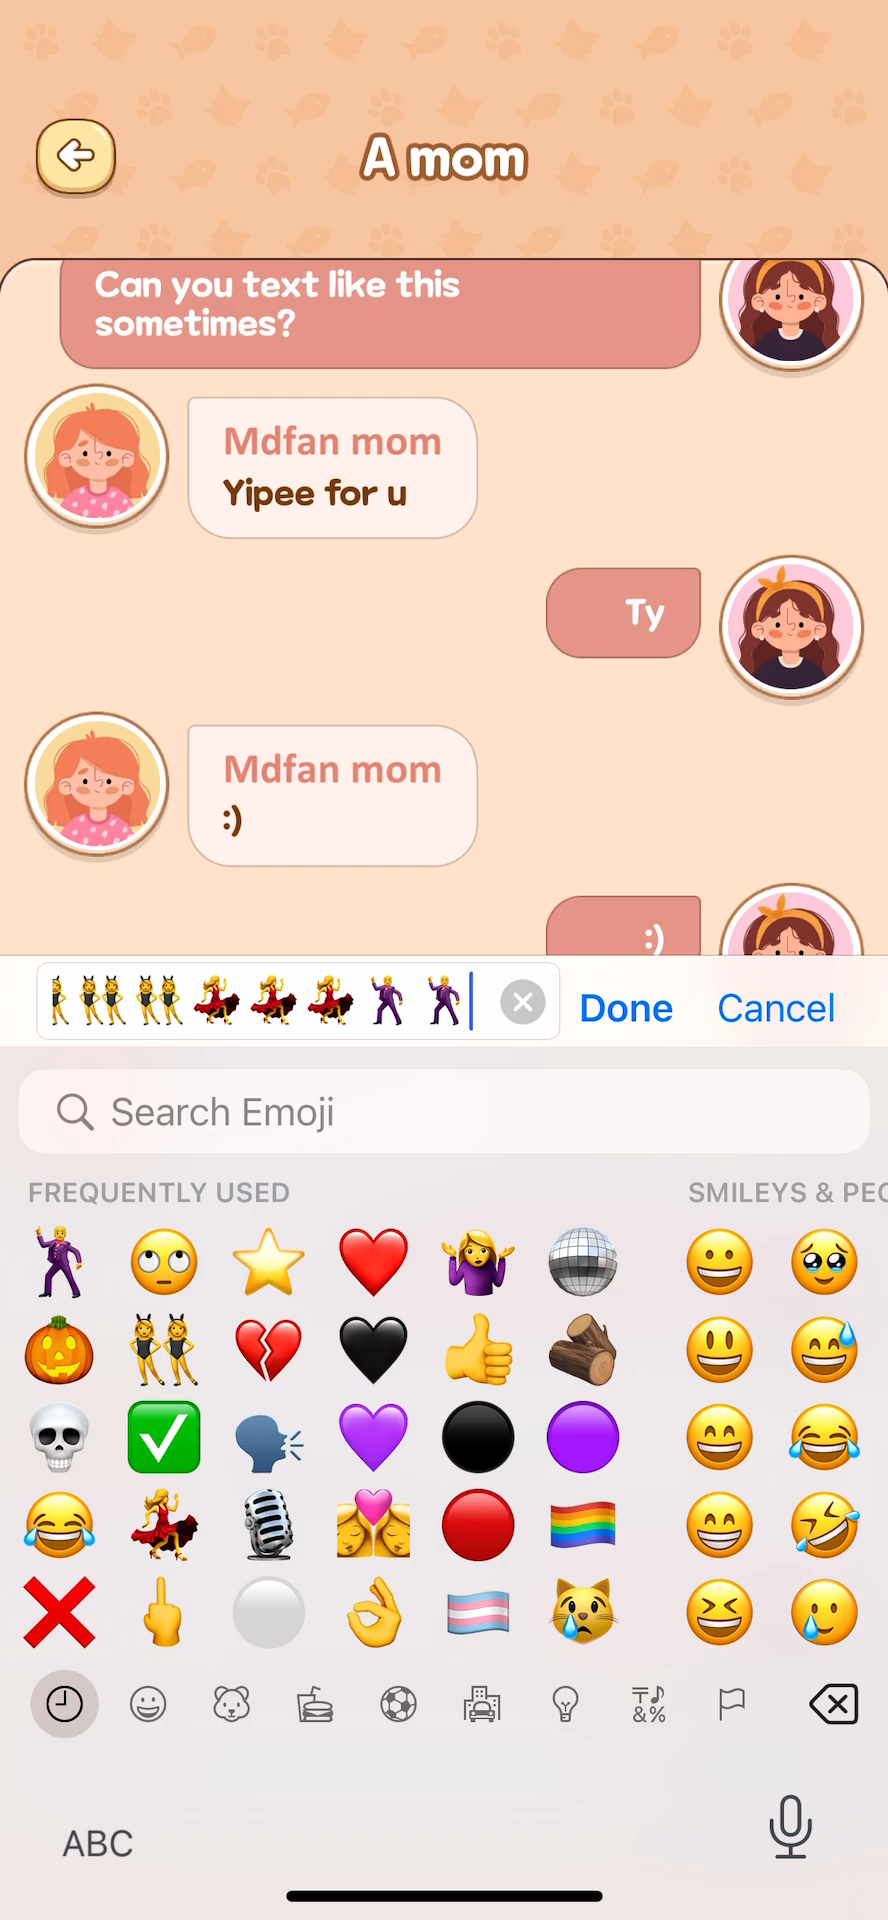 A mom
Can you text like this
sometimes?
Mdfan mom
Yipee for u
Ty
Mdfan mom
:)
:)
👯👯👯💃💃💃🕺🕺
Done
Cancel
Search Emoji
FREQUENTLY USED
SMILEYS & PEO
ABC